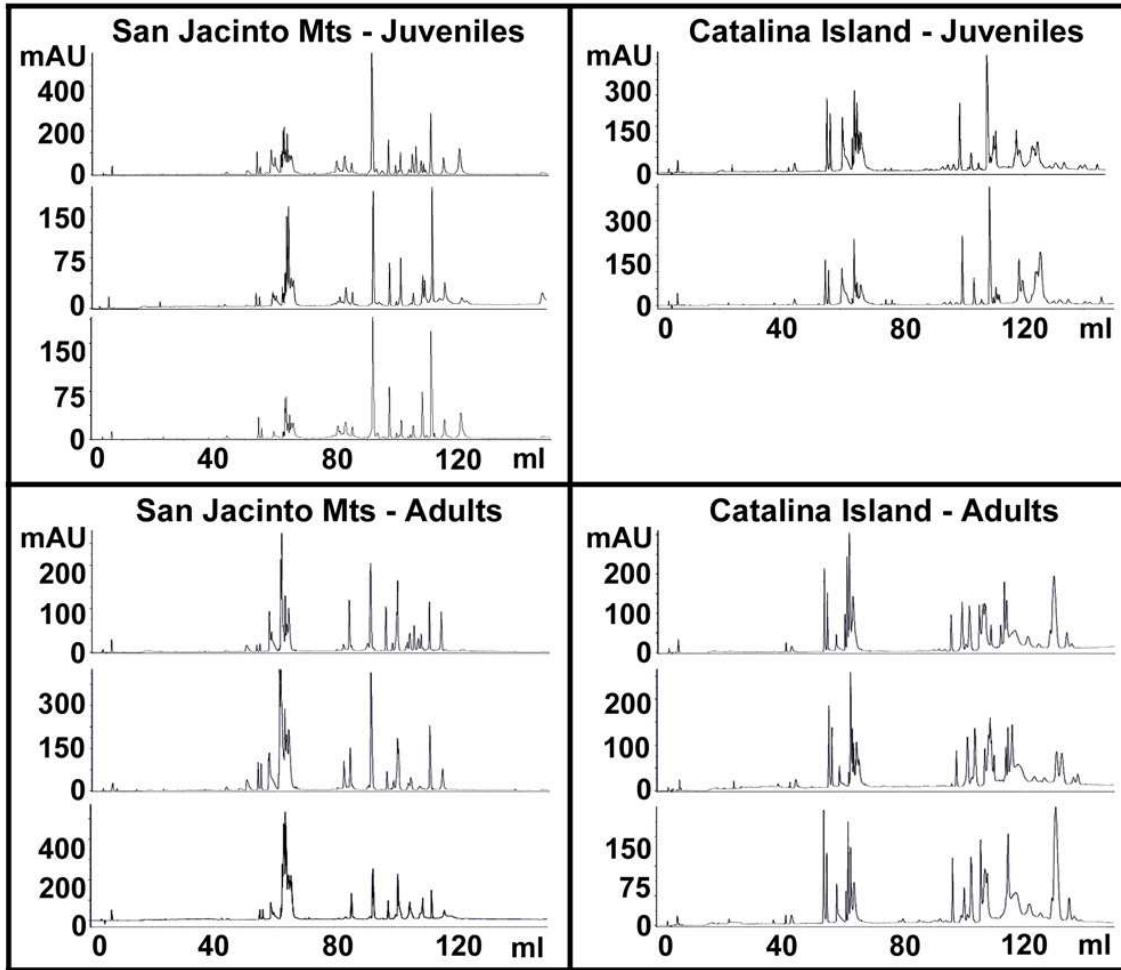 San Jacinto Mts - Juveniles
mAU
400
200
0
150
75
0
150
75
0
0 40 80 120 ml
Catalina Island - Juveniles
mAU
300
150
0
300
150
0
0 40 80 120 ml
San Jacinto Mts - Adults
mAU
200
100
0
300
150
0
400
200
0
0 40 80 120 ml
Catalina Island - Adults
mAU
200
100
0
200
100
0
150
75
0
0 40 80 120 ml